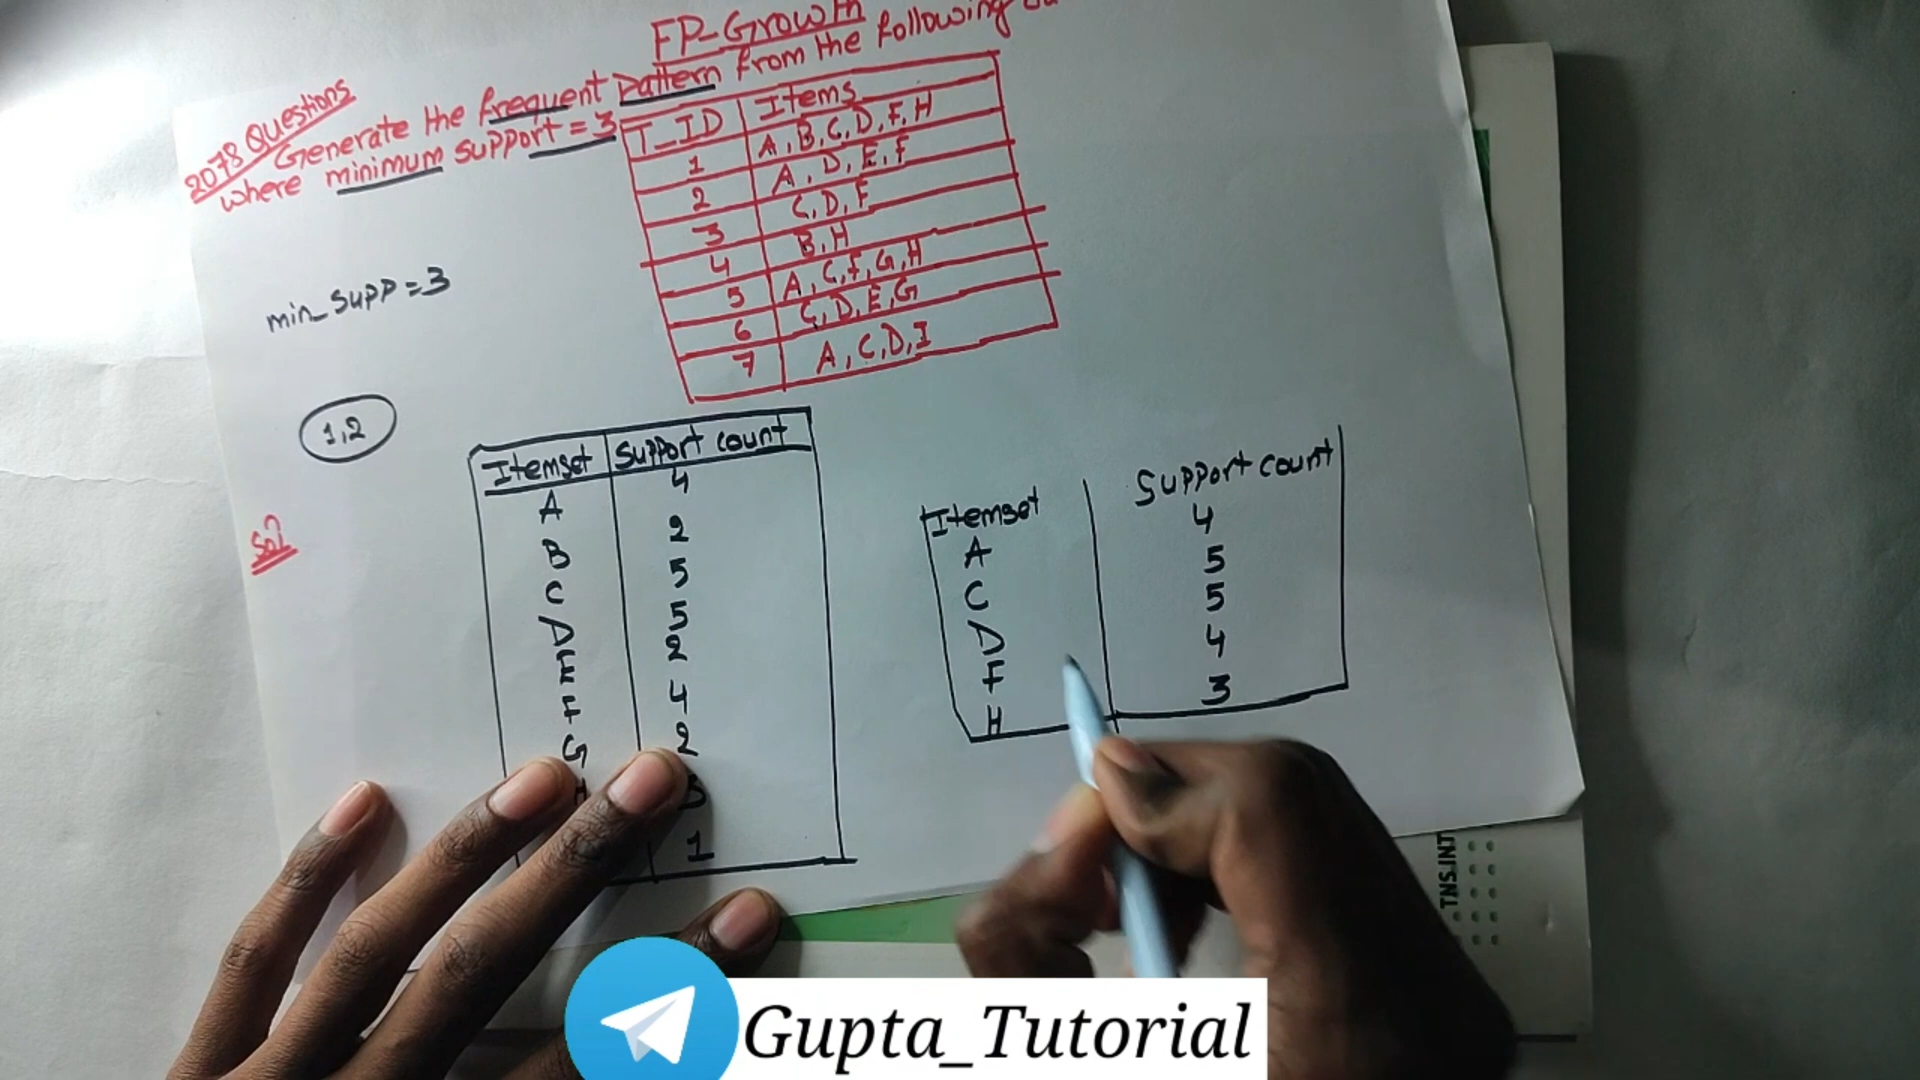 FP-Growth
2078 Questions
Generate the frequent pattern from the following
where minimum support = 3
T_ID Items
1 A, B, C, D, F, H
2 A, D, E, F
3 C, D, F
4 B, H
5 A, C, F, G, H
6 C, D, E, G
7 A, C, D, I
min_supp = 3
1,2
Itemset Support count
A 4
B 2
C 5
D 5
E 2
F 4
G 2
H 3
1
Itemset Support count
A 4
C 5
D 5
F 4
H 3
Sol
TNS.INT
Gupta_Tutorial